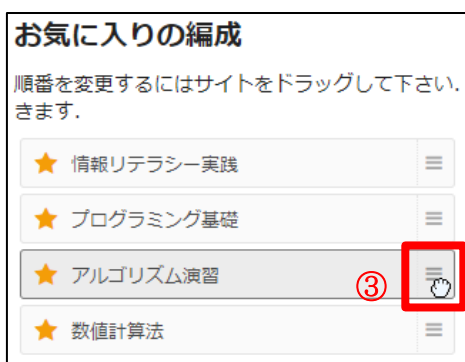 お気に入りの編成
順番を変更するにはサイトをドラッグして下さい.
きます.
情報リテラシー実践
プログラミング基礎
アルゴリズム演習
③
数値計算法